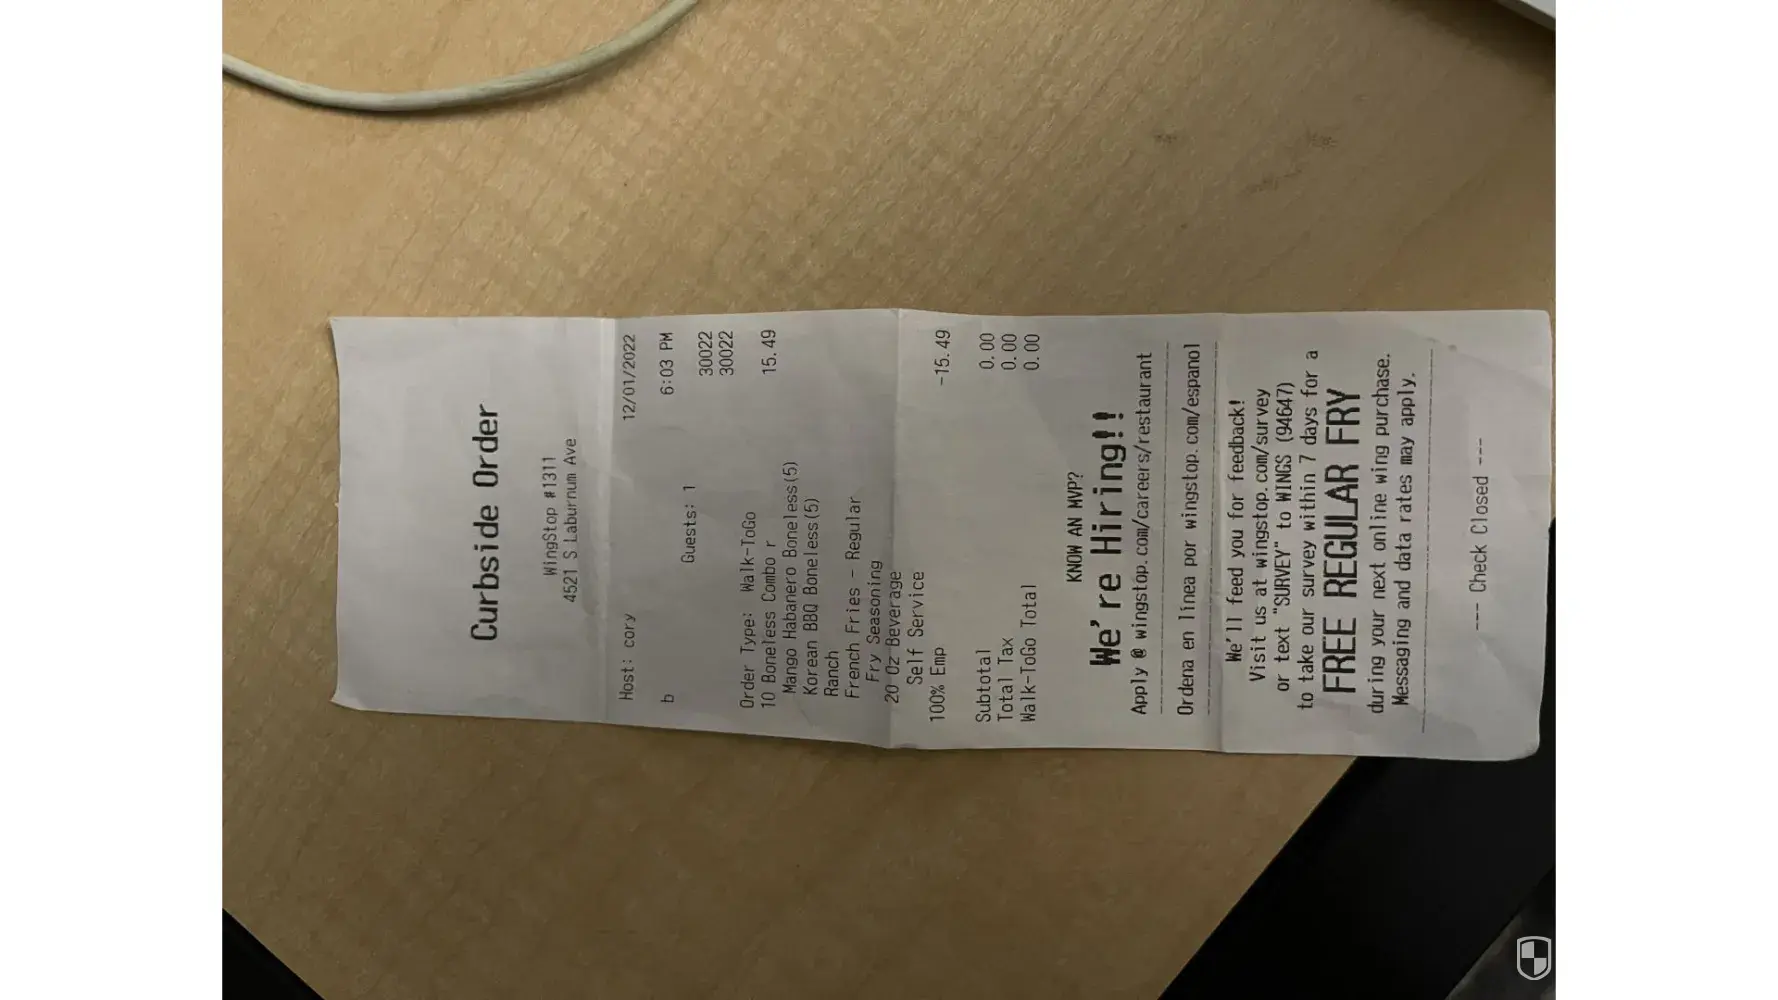 Curbside Order
WingStop #1311
4521 S Laburnum Ave
Host: cory 12/01/2022
b 6:03 PM
30022
Guests: 1 30022
Order Type: Walk-ToGo
10 Boneless Combo r 15.49
Mango Habanero Boneless(5)
Korean BBQ Boneless(5)
Ranch
French Fries - Regular
Fry Seasoning
20 Oz Beverage
Self Service
100% Emp -15.49
Subtotal 0.00
Total Tax 0.00
Walk-ToGo Total 0.00
KNOW AN MVP?
We're Hiring!!
Apply @ wingstop.com/careers/restaurant
Ordena en linea por wingstop.com/espanol
We'll feed you for feedback!
Visit us at wingstop.com/survey
or text "SURVEY" to WINGS (94647)
to take our survey within 7 days for a
FREE REGULAR FRY
during your next online wing purchase.
Messaging and data rates may apply.
--- Check Closed ---